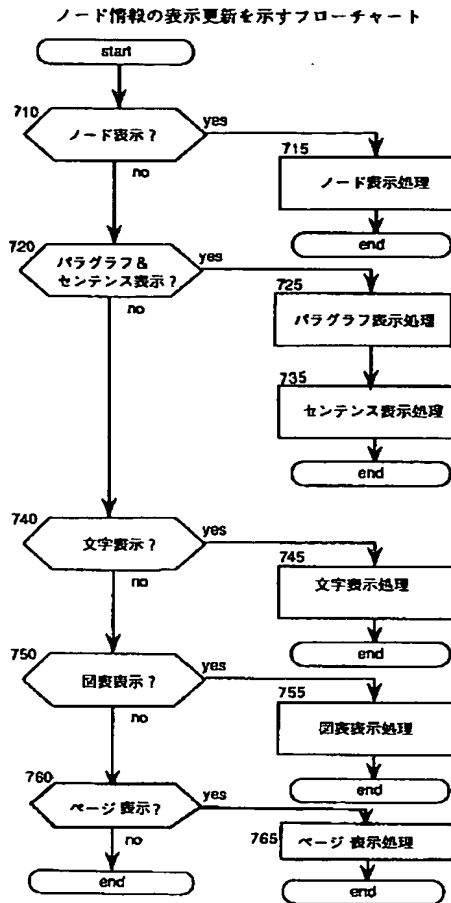 ノード情報の表示更新を示すフローチャート
start
710
ノード表示?
yes
no
715
ノード表示処理
end
720
パラグラフ&
センテンス表示?
yes
no
725
パラグラフ表示処理
735
センテンス表示処理
end
740
文字表示?
yes
no
745
文字表示処理
end
750
図表表示?
yes
no
755
図表表示処理
end
760
ページ 表示?
yes
no
765
ページ 表示処理
end
end